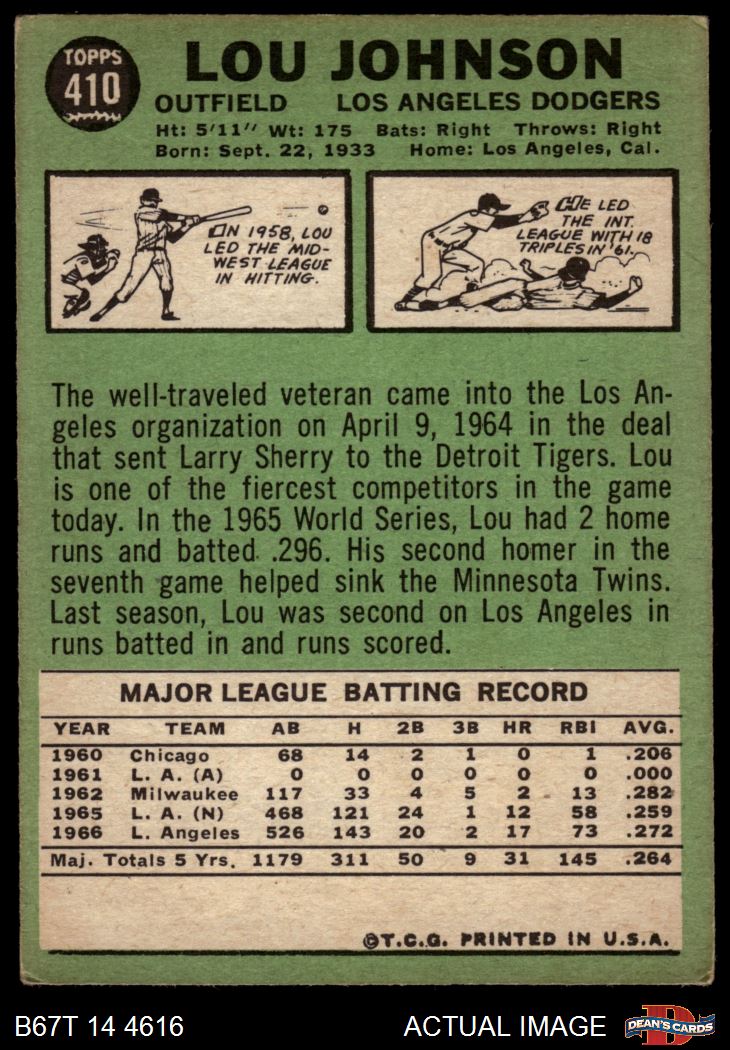 TOPPS
410
LOU JOHNSON
OUTFIELD LOS ANGELES DODGERS
Ht: 5'11" Wt: 175 Bats: Right Throws: Right
Born: Sept. 22, 1933 Home: Los Angeles, Cal.
ON 1958, LOU
LED THE MID-
WEST LEAGUE
IN HITTING.
HE LED
THE INT.
LEAGUE WITH 18
TRIPLES IN '61.
The well-traveled veteran came into the Los An-
geles organization on April 9, 1964 in the deal
that sent Larry Sherry to the Detroit Tigers. Lou
is one of the fiercest competitors in the game
today. In the 1965 World Series, Lou had 2 home
runs and batted .296. His second homer in the
seventh game helped sink the Minnesota Twins.
Last season, Lou was second on Los Angeles in
runs batted in and runs scored.
MAJOR LEAGUE BATTING RECORD
YEAR TEAM AB H 2B 3B HR RBI AVG.
1960 Chicago 68 14 2 1 0 1 .206
1961 L. A. (A) 0 0 0 0 0 0 .000
1962 Milwaukee 117 33 4 5 2 13 .282
1965 L. A. (N) 468 121 24 1 12 58 .259
1966 L. Angeles 526 143 20 2 17 73 .272
Maj. Totals 5 Yrs. 1179 311 50 9 31 145 .264
©T.C.G. PRINTED IN U.S.A.
B67T 14 4616 ACTUAL IMAGE
D
DEAN'S CARDS